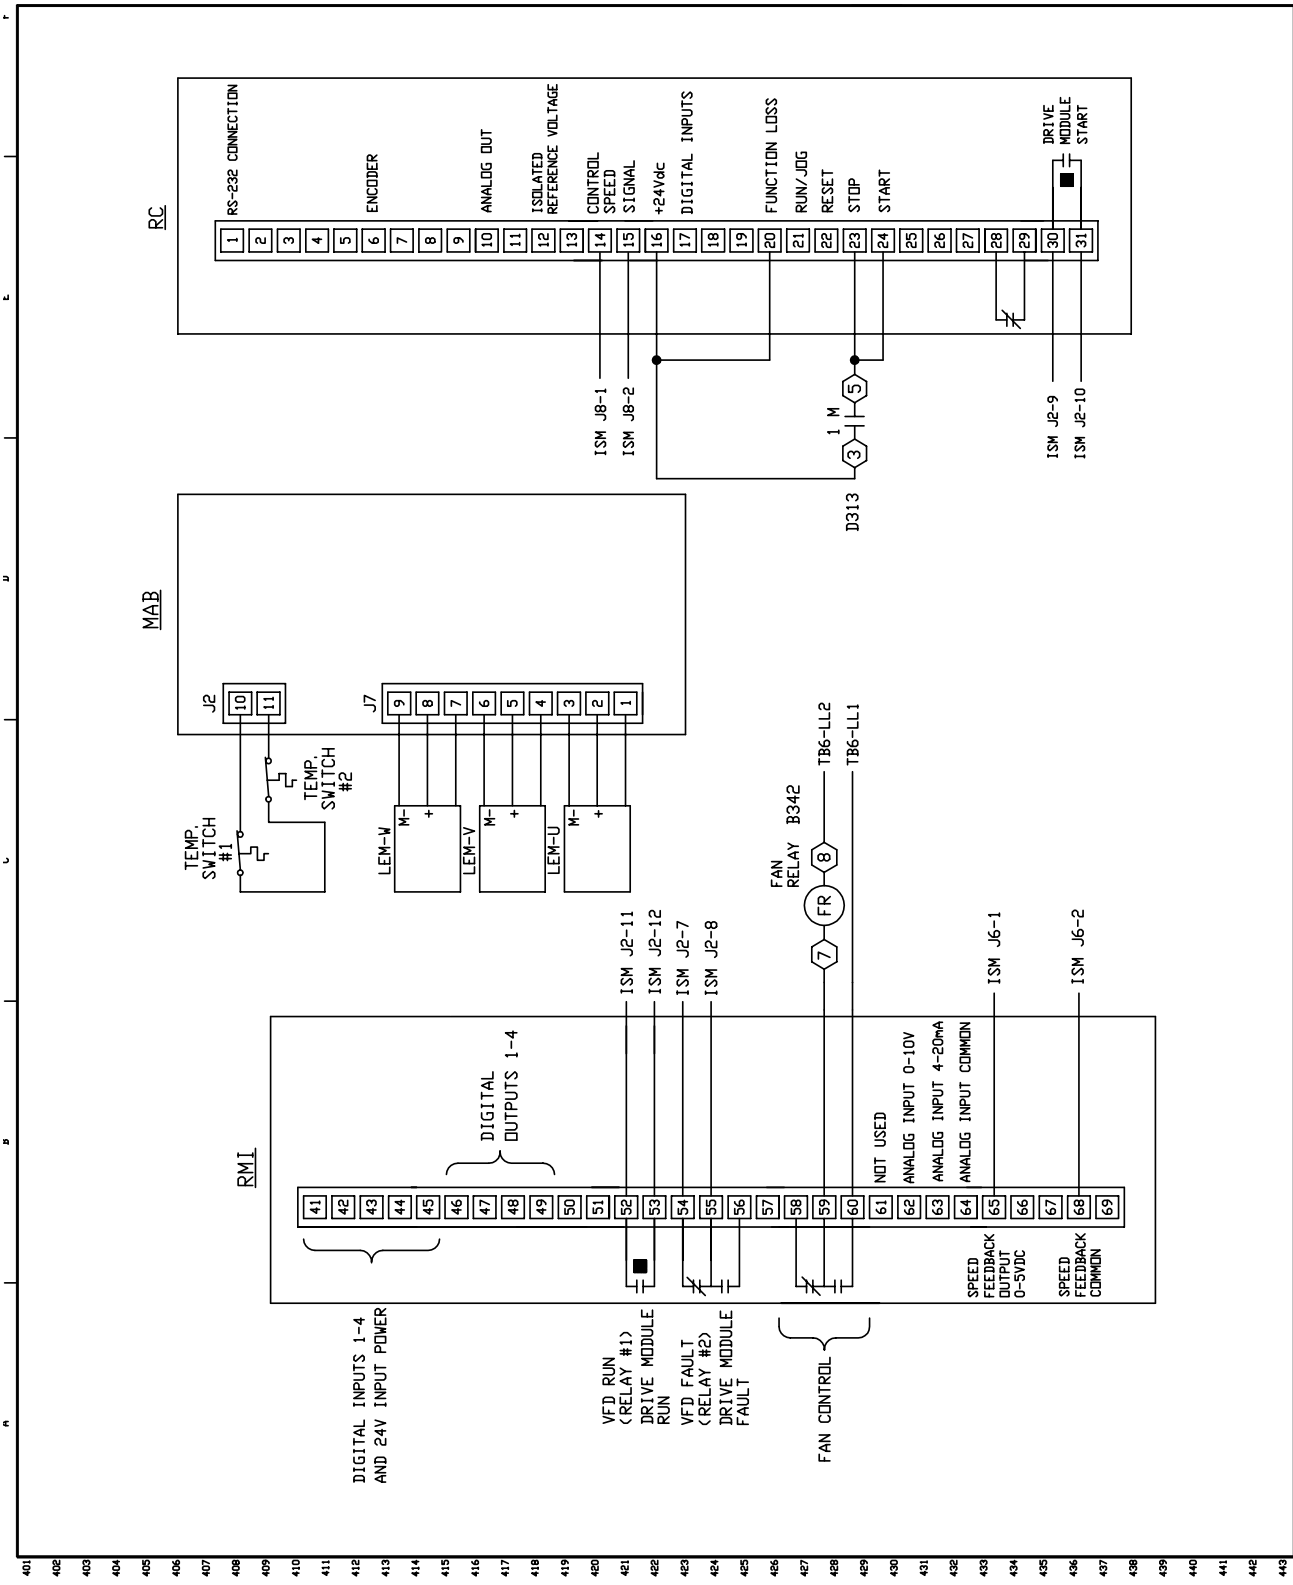 RC
1
2
3
4
5
6
7
8
9
10
11
12
13
14
15
16
17
18
19
20
21
22
23
24
25
26
27
28
29
30
31
RS-232 CONNECTION
ENCODER
ANALOG OUT
ISOLATED
REFERENCE VOLTAGE
CONTROL
SPEED
SIGNAL
+24Vdc
DIGITAL INPUTS
FUNCTION LOSS
RUN/JOG
RESET
STOP
START
DRIVE
MODULE
START
ISM J8-1
ISM J8-2
3
1 M
5
D313
ISM J2-9
ISM J2-10
MAB
J2
10
11
J7
9
8
7
6
5
4
3
2
1
TEMP.
SWITCH
#1
TEMP.
SWITCH
#2
LEM-W
M-
+
LEM-V
M-
+
LEM-U
M-
+
RMI
41
42
43
44
45
46
47
48
49
50
51
52
53
54
55
56
57
58
59
60
61
62
63
64
65
66
67
68
69
DIGITAL
OUTPUTS 1-4
ISM J2-11
ISM J2-12
ISM J2-7
ISM J2-8
FAN
RELAY B342
7
FR
8
TB6-LL2
TB6-LL1
NOT USED
ANALOG INPUT 0-10V
ANALOG INPUT 4-20mA
ANALOG INPUT COMMON
ISM J6-1
ISM J6-2
DIGITAL INPUTS 1-4
AND 24V INPUT POWER
VFD RUN
(RELAY #1)
DRIVE MODULE
RUN
VFD FAULT
(RELAY #2)
DRIVE MODULE
FAULT
FAN CONTROL
SPEED
FEEDBACK
OUTPUT
0-5VDC
SPEED
FEEDBACK
COMMON
F
E
D
C
B
A
401
402
403
404
405
406
407
408
409
410
411
412
413
414
415
416
417
418
419
420
421
422
423
424
425
426
427
428
429
430
431
432
433
434
435
436
437
438
439
440
441
442
443